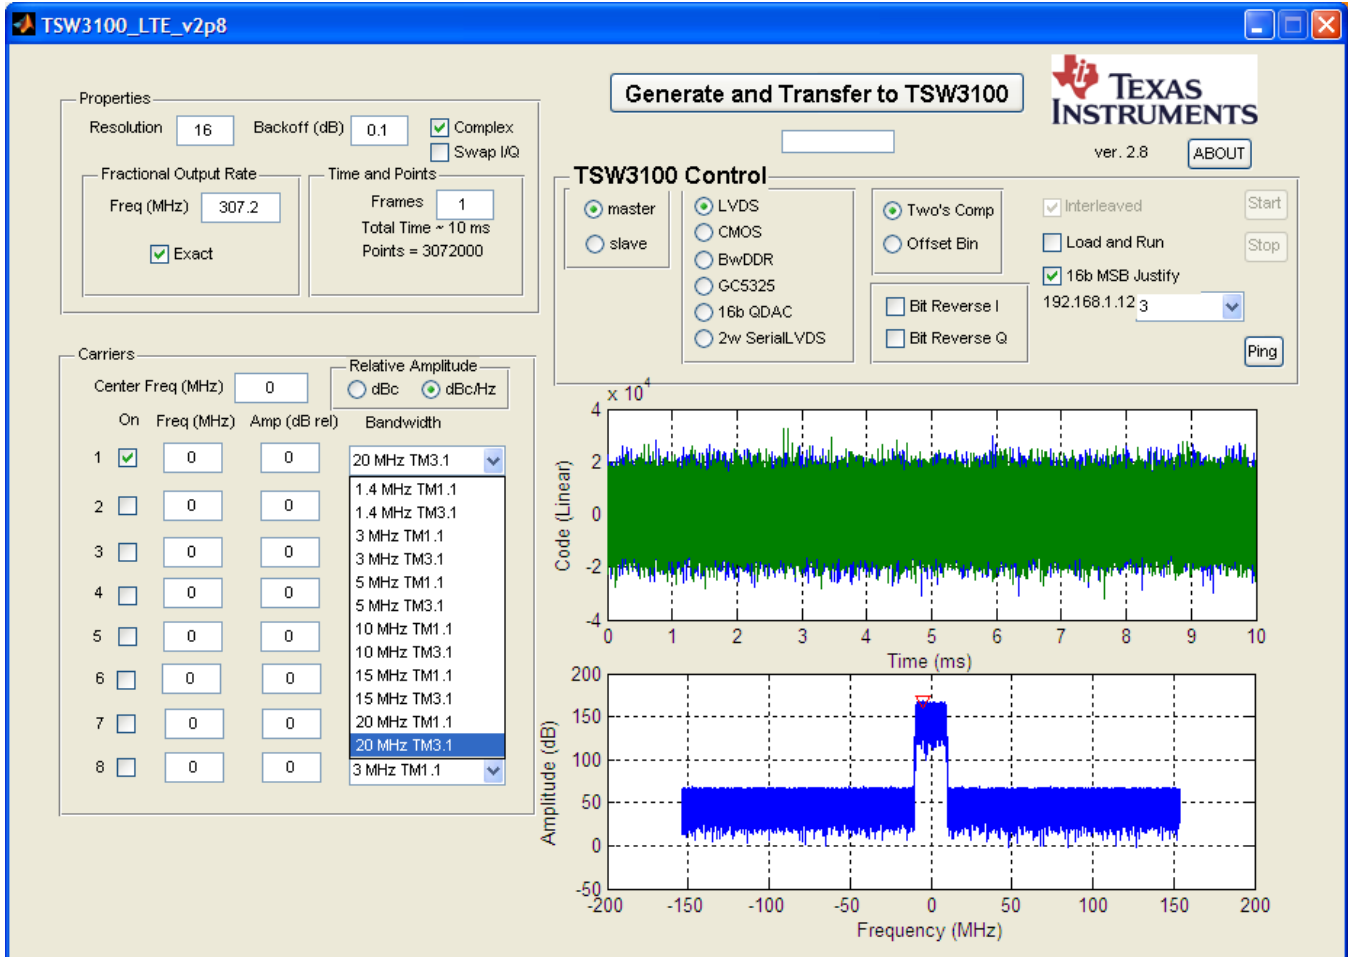 TSW3100_LTE_v2p8
Generate and Transfer to TSW3100
TEXAS
INSTRUMENTS
ver. 2.8
ABOUT
Properties
Resolution 16 Backoff (dB) 0.1 Complex
Swap I/Q
Fractional Output Rate
Freq (MHz) 307.2
Exact
Time and Points
Frames 1
Total Time ~ 10 ms
Points = 3072000
TSW3100 Control
master
slave
LVDS
CMOS
BwDDR
GC5325
16b QDAC
2w SerialLVDS
Two's Comp
Offset Bin
Bit Reverse I
Bit Reverse Q
Interleaved
Load and Run
16b MSB Justify
192.168.1.12 3
Start
Stop
Ping
Carriers
Center Freq (MHz) 0
Relative Amplitude
dBc dBc/Hz
On Freq (MHz) Amp (dB rel) Bandwidth
1 0 0 20 MHz TM3.1
2 0 0
3 0 0
4 0 0
5 0 0
6 0 0
7 0 0
8 0 0 3 MHz TM1.1
1.4 MHz TM1.1
1.4 MHz TM3.1
3 MHz TM1.1
3 MHz TM3.1
5 MHz TM1.1
5 MHz TM3.1
10 MHz TM1.1
10 MHz TM3.1
15 MHz TM1.1
15 MHz TM3.1
20 MHz TM1.1
20 MHz TM3.1
x 10^4
4
2
0
-2
-4
Code (Linear)
0 1 2 3 4 5 6 7 8 9 10
Time (ms)
200
150
100
50
0
-50
Amplitude (dB)
-200 -150 -100 -50 0 50 100 150 200
Frequency (MHz)